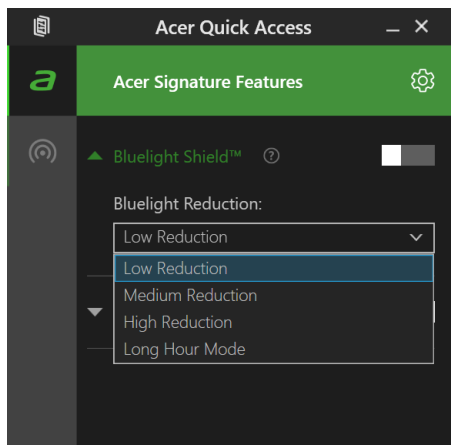 Acer Quick Access
a
Acer Signature Features
Bluelight Shield™ ?
Bluelight Reduction:
Low Reduction
Low Reduction
Medium Reduction
High Reduction
Long Hour Mode